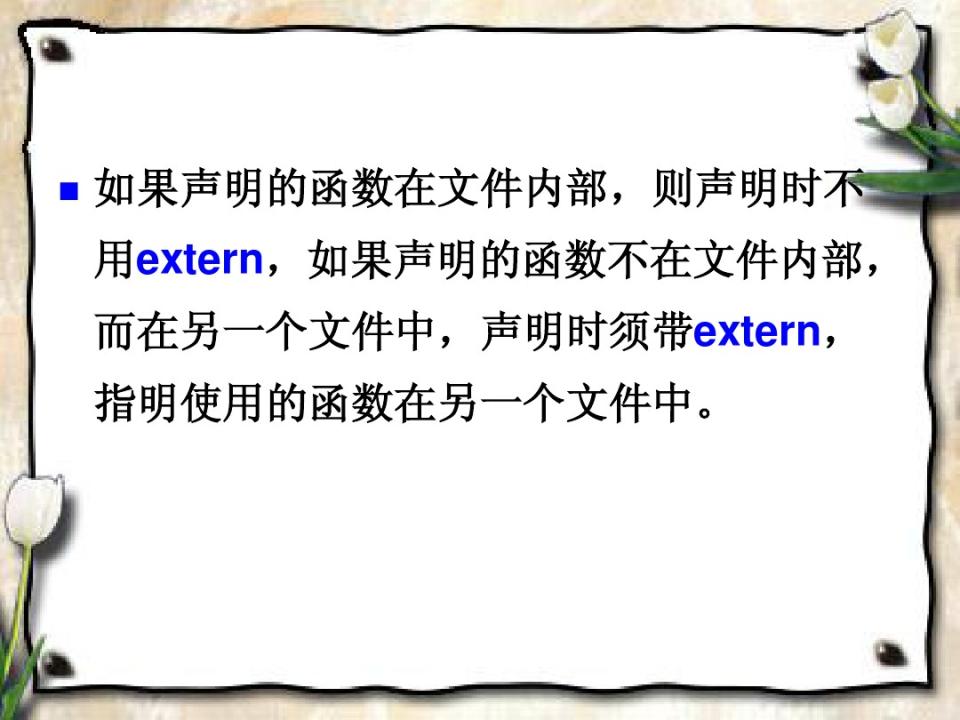 如果声明的函数在文件内部，则声明时不
用extern，如果声明的函数不在文件内部，
而在另一个文件中，声明时须带extern，
指明使用的函数在另一个文件中。